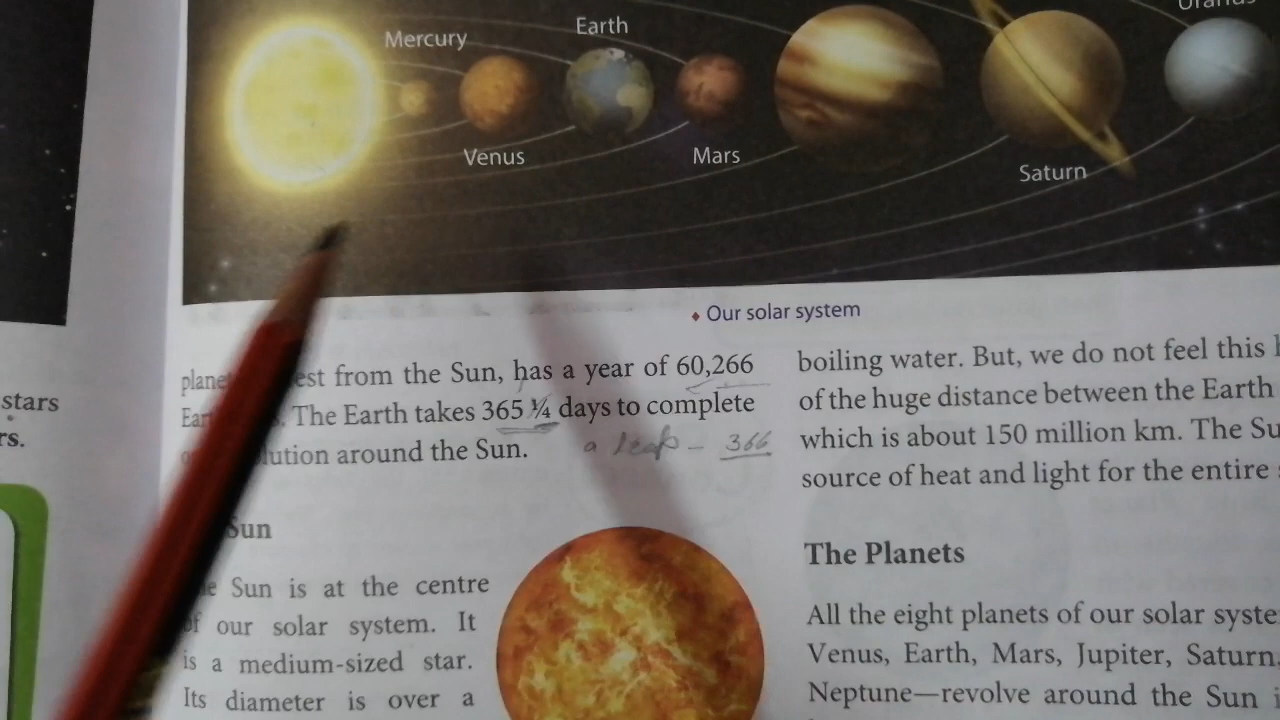 Uranus
Earth
Mercury
Venus
Mars
Saturn
Our solar system
est from the Sun, has a year of 60,266
The Earth takes 365 ¼ days to complete
lution around the Sun.
a leap - 366
Sun
Sun is at the centre
of our solar system. It
is a medium-sized star.
Its diameter is over a
boiling water. But, we do not feel this
of the huge distance between the Earth
which is about 150 million km. The Su
source of heat and light for the entire
The Planets
All the eight planets of our solar syste
Venus, Earth, Mars, Jupiter, Saturn,
Neptune—revolve around the Sun i
stars
rs.